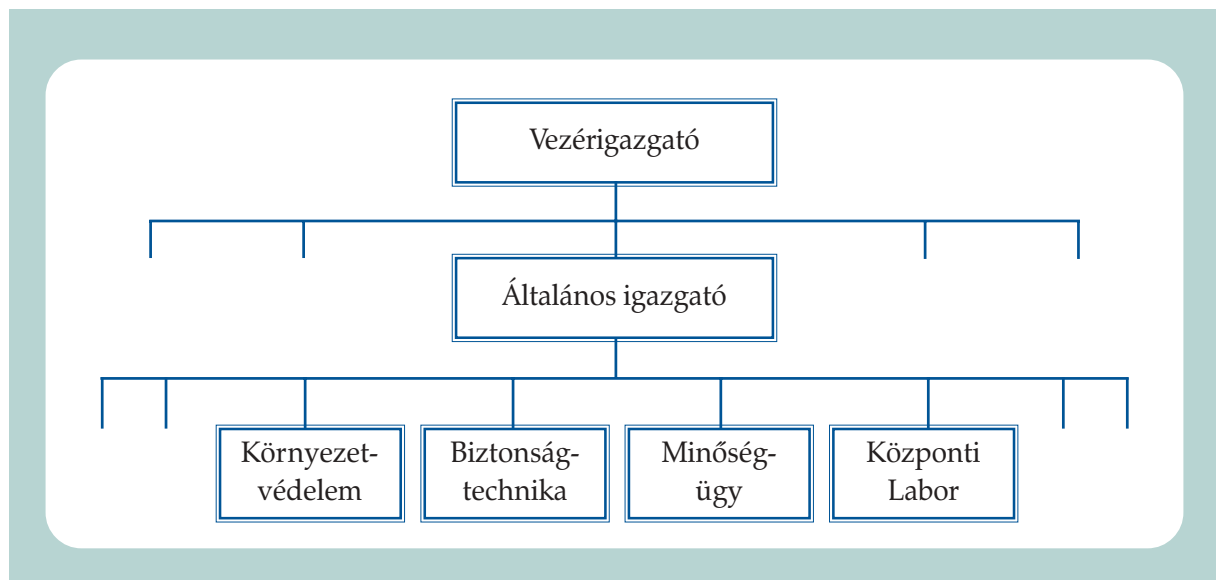 Vezérigazgató
Általános igazgató
Környezet-
védelem
Biztonság-
technika
Minőség-
ügy
Központi
Labor